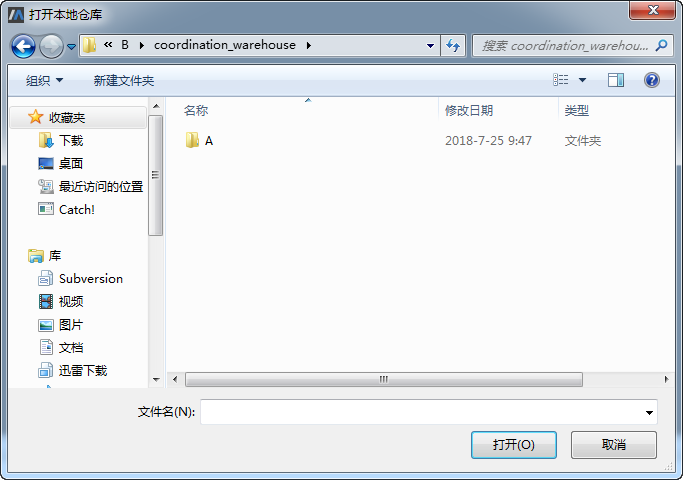 打开本地仓库
« B coordination_warehouse
搜索 coordination_warehou...
组织 新建文件夹
收藏夹
下载
桌面
最近访问的位置
Catch!
库
Subversion
视频
图片
文档
迅雷下载
名称 修改日期 类型
A 2018-7-25 9:47 文件夹
文件名(N):
打开(O) 取消